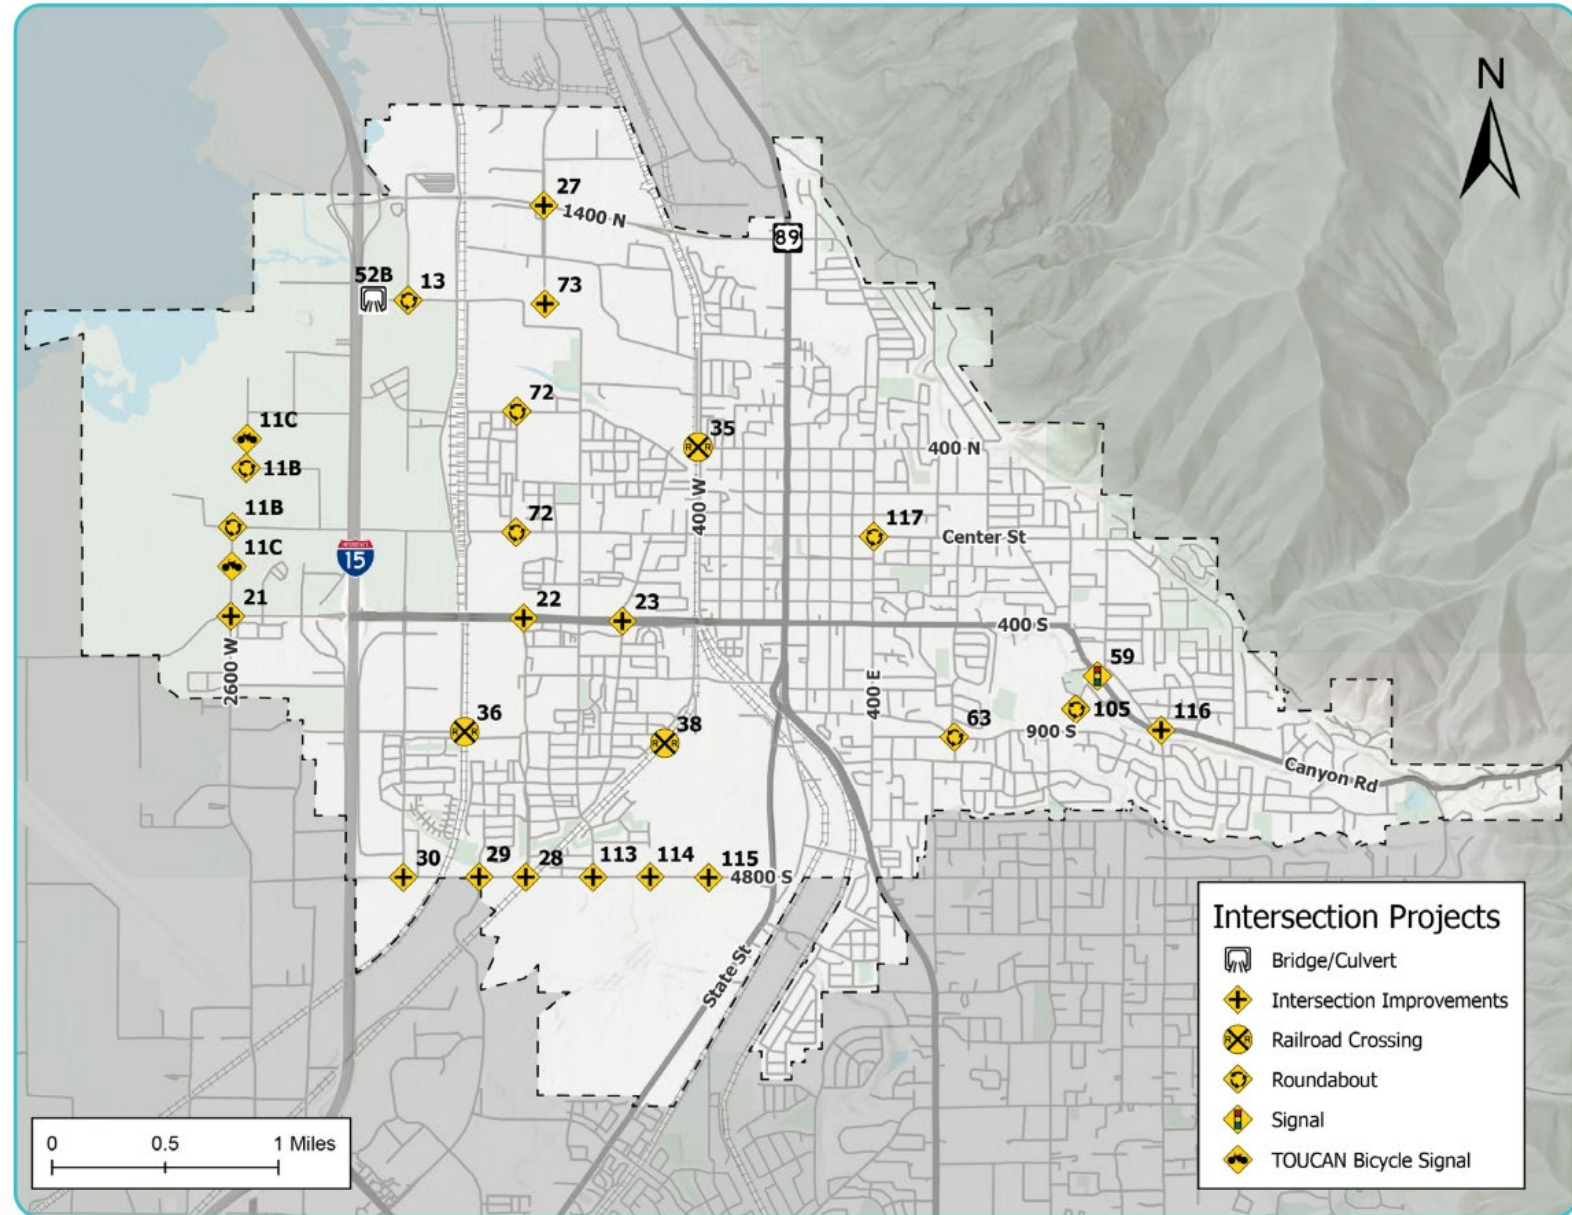 N
27
1400 N
89
52B
13
73
72
11C
35
400 N
11B
400 W
11B
72
117
Center St
INTERSTATE
15
11C
21
22
23
400 S
59
2600 W
400 E
36
38
63
105
116
900 S
Canyon Rd
30
29
28
113
114
115
4800 S
State St
Intersection Projects
Bridge/Culvert
Intersection Improvements
R R
Railroad Crossing
Roundabout
Signal
TOUCAN Bicycle Signal
0
0.5
1 Miles